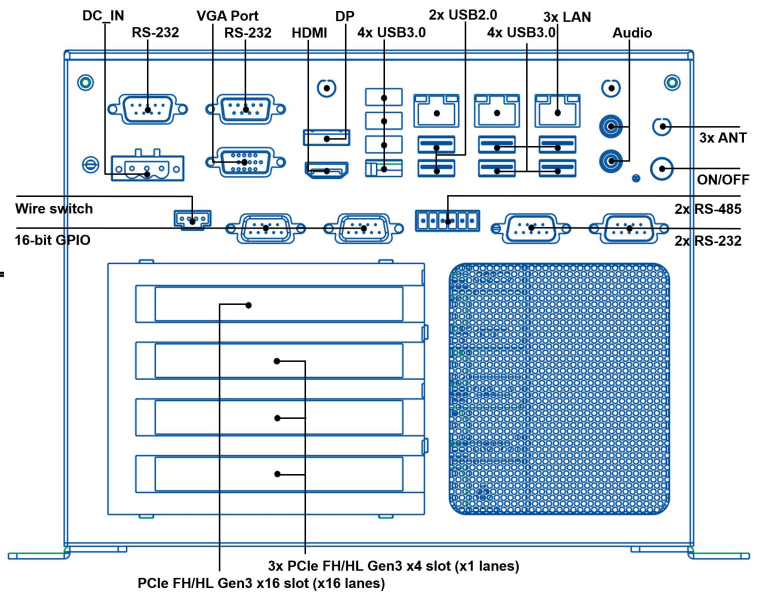 DC_IN
VGA Port
DP
2x USB2.0
3x LAN
RS-232
RS-232
HDMI
4x USB3.0
4x USB3.0
Audio
3x ANT
ON/OFF
Wire switch
2x RS-485
16-bit GPIO
2x RS-232
3x PCIe FH/HL Gen3 x4 slot (x1 lanes)
PCIe FH/HL Gen3 x16 slot (x16 lanes)